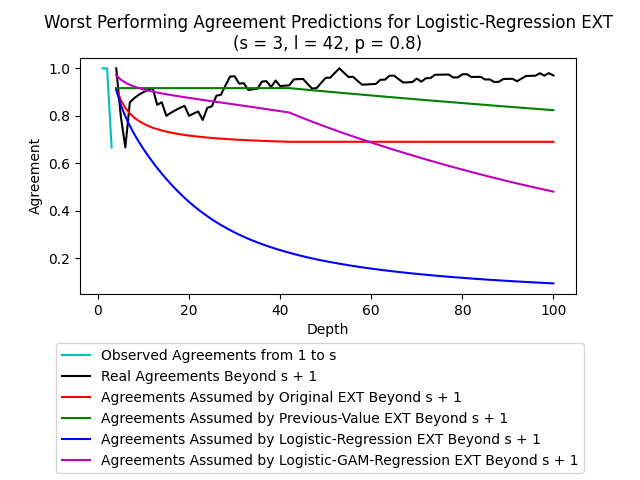 Worst Performing Agreement Predictions for Logistic-Regression EXT
(s = 3, l = 42, p = 0.8)
1.0
0.8
0.6
0.4
0.2
Agreement
0 20 40 60 80 100
Depth
Observed Agreements from 1 to s
Real Agreements Beyond s + 1
Agreements Assumed by Original EXT Beyond s + 1
Agreements Assumed by Previous-Value EXT Beyond s + 1
Agreements Assumed by Logistic-Regression EXT Beyond s + 1
Agreements Assumed by Logistic-GAM-Regression EXT Beyond s + 1